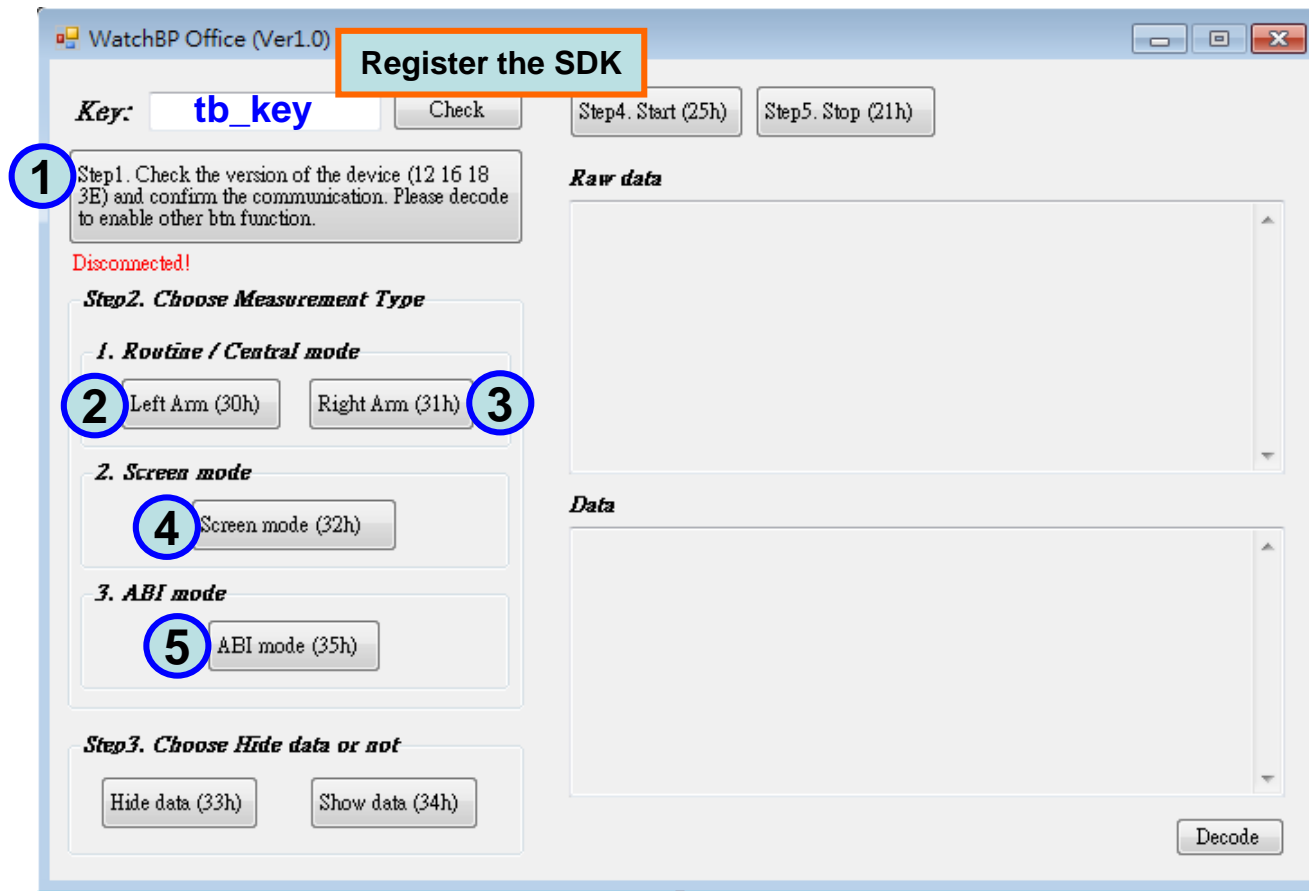 WatchBP Office (Ver1.0)
Register the SDK
Key:
tb_key
Check
Step4. Start (25h)
Step5. Stop (21h)
1
Step1. Check the version of the device (12 16 18
3E) and confirm the communication. Please decode
to enable other btn function.
Disconnected!
Step2. Choose Measurement Type
1. Routine / Central mode
2
Left Arm (30h)
Right Arm (31h)
3
2. Screen mode
4
Screen mode (32h)
3. ABI mode
5
ABI mode (35h)
Step3. Choose Hide data or not
Hide data (33h)
Show data (34h)
Raw data
Data
Decode